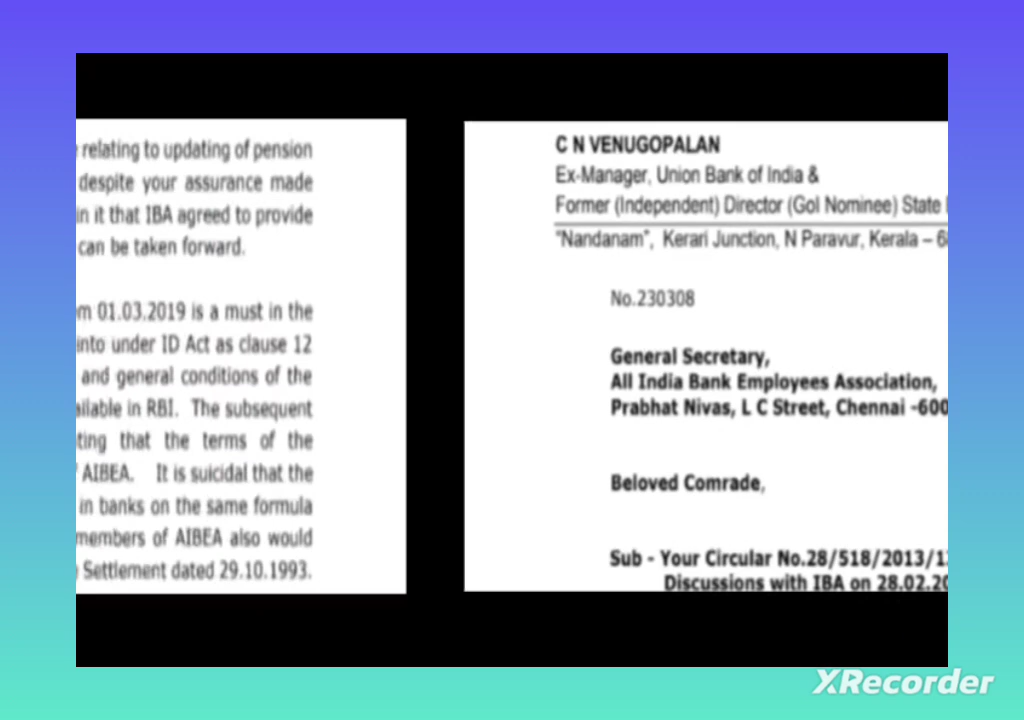 relating to updating of pension
despite your assurance made
in it that IBA agreed to provide
can be taken forward.
01.03.2019 is a must in the
into under ID Act as clause 12
and general conditions of the
in RBI. The subsequent
that the terms of the
AIBEA. It is suicidal that the
in banks on the same formula
members of AIBEA also would
Settlement dated 29.10.1993.
C N VENUGOPALAN
Ex-Manager, Union Bank of India &
Former (Independent) Director (GoI Nominee) State
"Nandanam", Kerari Junction, N Paravur, Kerala – 6
No.230308
General Secretary,
All India Bank Employees Association,
Prabhat Nivas, L C Street, Chennai -600
Beloved Comrade,
Sub - Your Circular No.28/518/2013/1
Discussions with IBA on 28.02.20
XRecorder